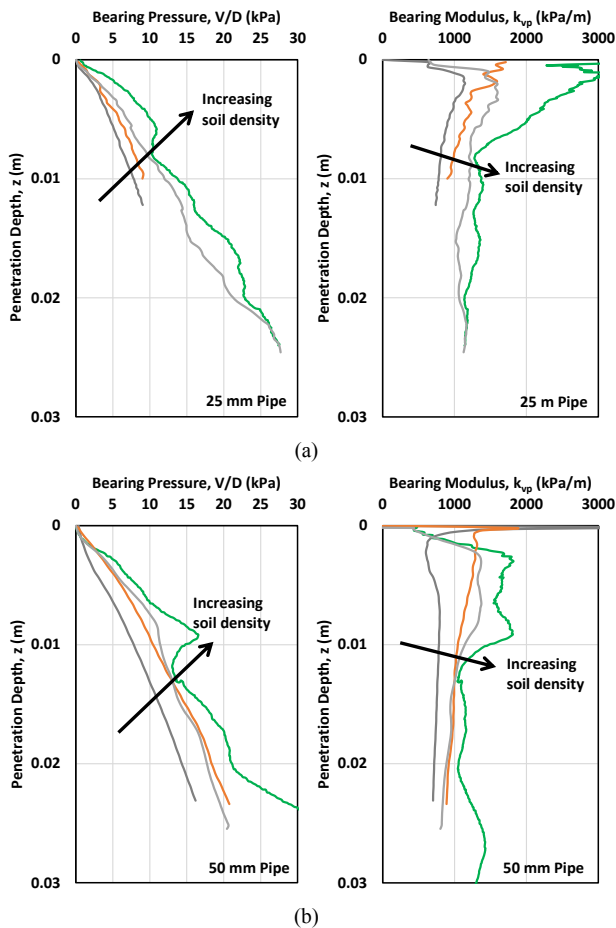 Bearing Pressure, V/D (kPa)
0 5 10 15 20 25 30
0
0.01
0.02
0.03
Penetration Depth, z (m)
Increasing
soil density
25 mm Pipe
Bearing Modulus, kvp (kPa/m)
0 1000 2000 3000
0
0.01
0.02
0.03
Penetration Depth, z (m)
Increasing
soil density
25 m Pipe
(a)
Bearing Pressure, V/D (kPa)
0 5 10 15 20 25 30
0
0.01
0.02
0.03
Penetration Depth, z (m)
Increasing
soil density
50 mm Pipe
Bearing Modulus, kvp (kPa/m)
0 1000 2000 3000
0
0.01
0.02
0.03
Penetration Depth, z (m)
Increasing
soil density
50 mm Pipe
(b)